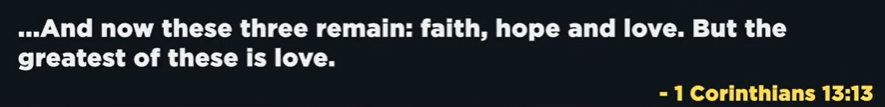 ...And now these three remain: faith, hope and love. But the
greatest of these is love.
- 1 Corinthians 13:13